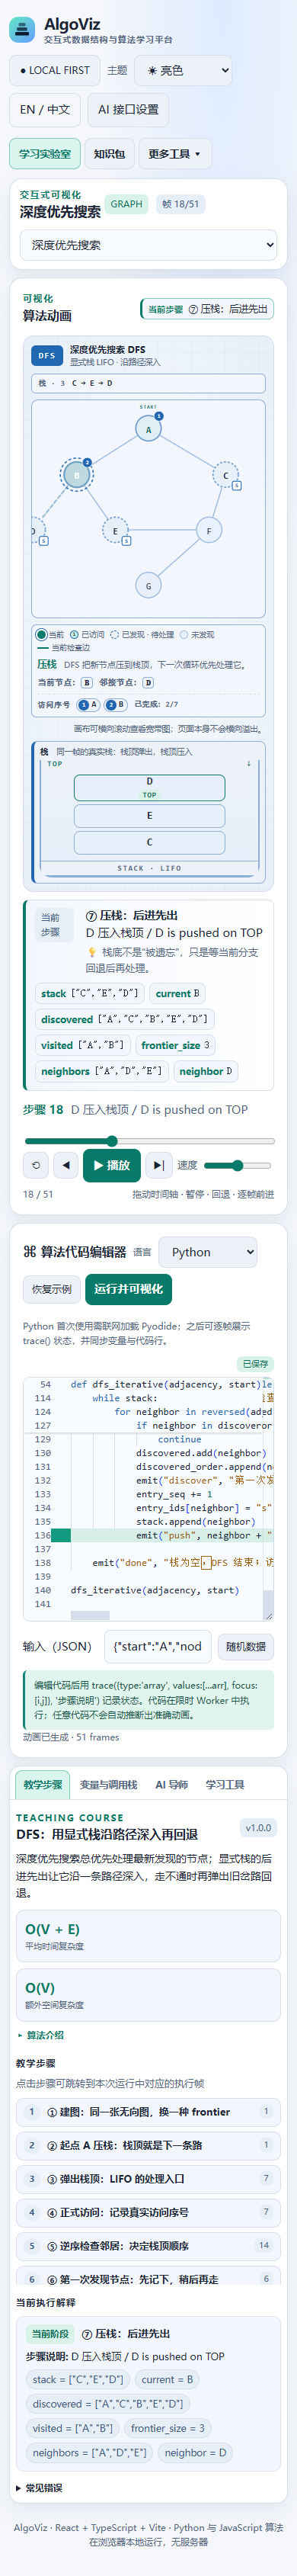 AlgoViz
交互式数据结构与算法学习平台
● LOCAL FIRST
主题
☀ 亮色
EN / 中文
AI 接口设置
学习实验室
知识包
更多工具 ▾
交互式可视化
深度优先搜索
GRAPH
帧 18/51
深度优先搜索
可视化
算法动画
当前步骤 ⑦ 压栈：后进先出
DFS
深度优先搜索 DFS
显式栈 LIFO · 沿路径深入
栈 · 3 C → E → D
START
A
1
B
2
C
S
D
S
E
S
F
G
当前
1 已访问
已发现 · 待处理
未发现
当前检查边
压栈 DFS 把新节点压到栈顶，下一次循环优先处理它。
当前节点： B 邻接节点： D
访问序号 1 A 2 B 已完成：2/7
画布可横向滚动查看宽带图；页面本身不会横向溢出。
栈 同一帧的真实栈：栈顶弹出，栈顶压入
TOP ↓
D
TOP
E
C
STACK · LIFO
当前步骤
⑦ 压栈：后进先出
D 压入栈顶 / D is pushed on TOP
💡 栈底不是“被遗忘”，只是等当前分支
回退后再处理。
stack ["C","E","D"]
current B
discovered ["A","C","B","E","D"]
visited ["A","B"]
frontier_size 3
neighbors ["A","D","E"]
neighbor D
步骤 18 D 压入栈顶 / D is pushed on TOP
▶ 播放
速度
18 / 51
拖动时间轴 · 暂停 · 回退 · 逐帧前进
⌘ 算法代码编辑器
语言
Python
恢复示例
运行并可视化
Python 首次使用需联网加载 Pyodide；之后可逐帧展示
trace() 状态，并同步变量与代码行。
已保存
54 def dfs_iterative(adjacency, start)
114 while stack:
124 for neighbor in reversed(
127 if neighbor in discover
129 continue
130 discovered.add(neighbor)
131 discovered_order.append(n
132 emit("discover", "第一次发
133 entry_seq += 1
134 entry_ids[neighbor] = "s"
135 stack.append(neighbor)
136 emit("push", neighbor + "
137
138 emit("done", "栈为空，DFS 结束：访
139
140 dfs_iterative(adjacency, start)
141
输入（JSON）
{"start":"A","nod
随机数据
编辑代码后用 trace({type:'array', values:[...arr], focus:
[i,j]}, '步骤说明') 记录状态。代码在限时 Worker 中执
行；任意代码不会自动推断出准确动画。
动画已生成 · 51 frames
教学步骤
变量与调用栈
AI 导师
学习工具
TEACHING COURSE
DFS：用显式栈沿路径深入再回退
v1.0.0
深度优先搜索总优先处理最新发现的节点；显式栈的后
进先出让它沿一条路径深入，走不通时再弹出旧岔路回
退。
O(V + E)
平均时间复杂度
O(V)
额外空间复杂度
▸ 算法介绍
教学步骤
点击步骤可跳转到本次运行中对应的执行帧
1 ① 建图：同一张无向图，换一种 frontier 1
2 ② 起点 A 压栈：栈顶就是下一条路 1
3 ③ 弹出栈顶：LIFO 的处理入口 7
4 ④ 正式访问：记录真实访问序号 7
5 ⑤ 逆序检查邻居：决定栈顶顺序 14
6 ⑥ 第一次发现节点：先记下，稍后再走 6
当前执行解释
当前阶段 ⑦ 压栈：后进先出
步骤说明: D 压入栈顶 / D is pushed on TOP
stack = ["C","E","D"]
current = B
discovered = ["A","C","B","E","D"]
visited = ["A","B"]
frontier_size = 3
neighbors = ["A","D","E"]
neighbor = D
▸ 常见错误
AlgoViz · React + TypeScript + Vite · Python 与 JavaScript 算法
在浏览器本地运行，无服务器